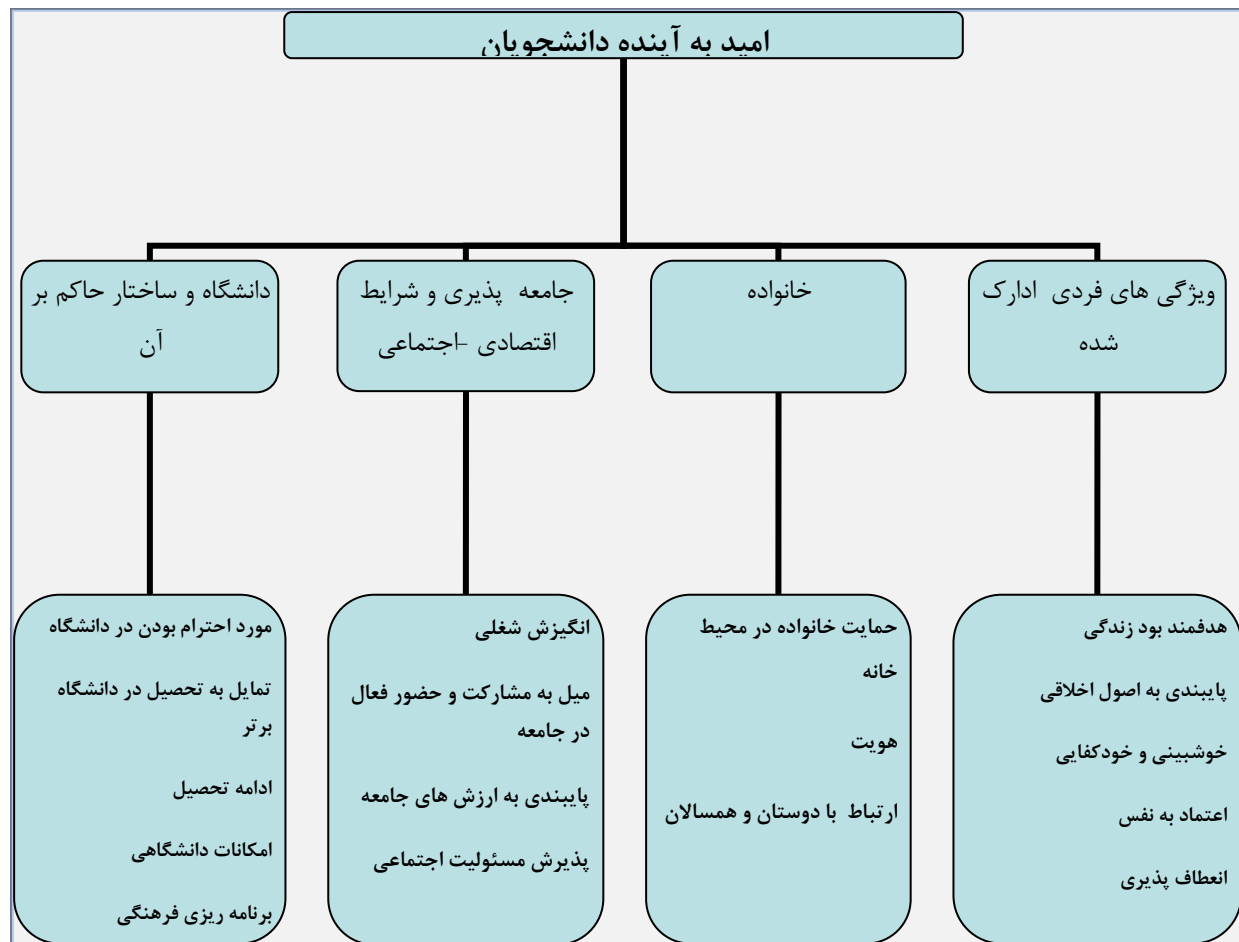 امید به آینده دانشجویان
ویژگی های فردی ادارک
شده
خانواده
جامعه پذیری و شرایط
اقتصادی -اجتماعی
دانشگاه و ساختار حاکم بر
آن
هدفمند بود زندگی
پایبندی به اصول اخلاقی
خوشبینی و خودکفایی
اعتماد به نفس
انعطاف پذیری
حمایت خانواده در محیط
خانه
هویت
ارتباط با دوستان و همسالان
انگیزش شغلی
میل به مشارکت و حضور فعال
در جامعه
پایبندی به ارزش های جامعه
پذیرش مسئولیت اجتماعی
مورد احترام بودن در دانشگاه
تمایل به تحصیل در دانشگاه
برتر
ادامه تحصیل
امکانات دانشگاهی
برنامه ریزی فرهنگی